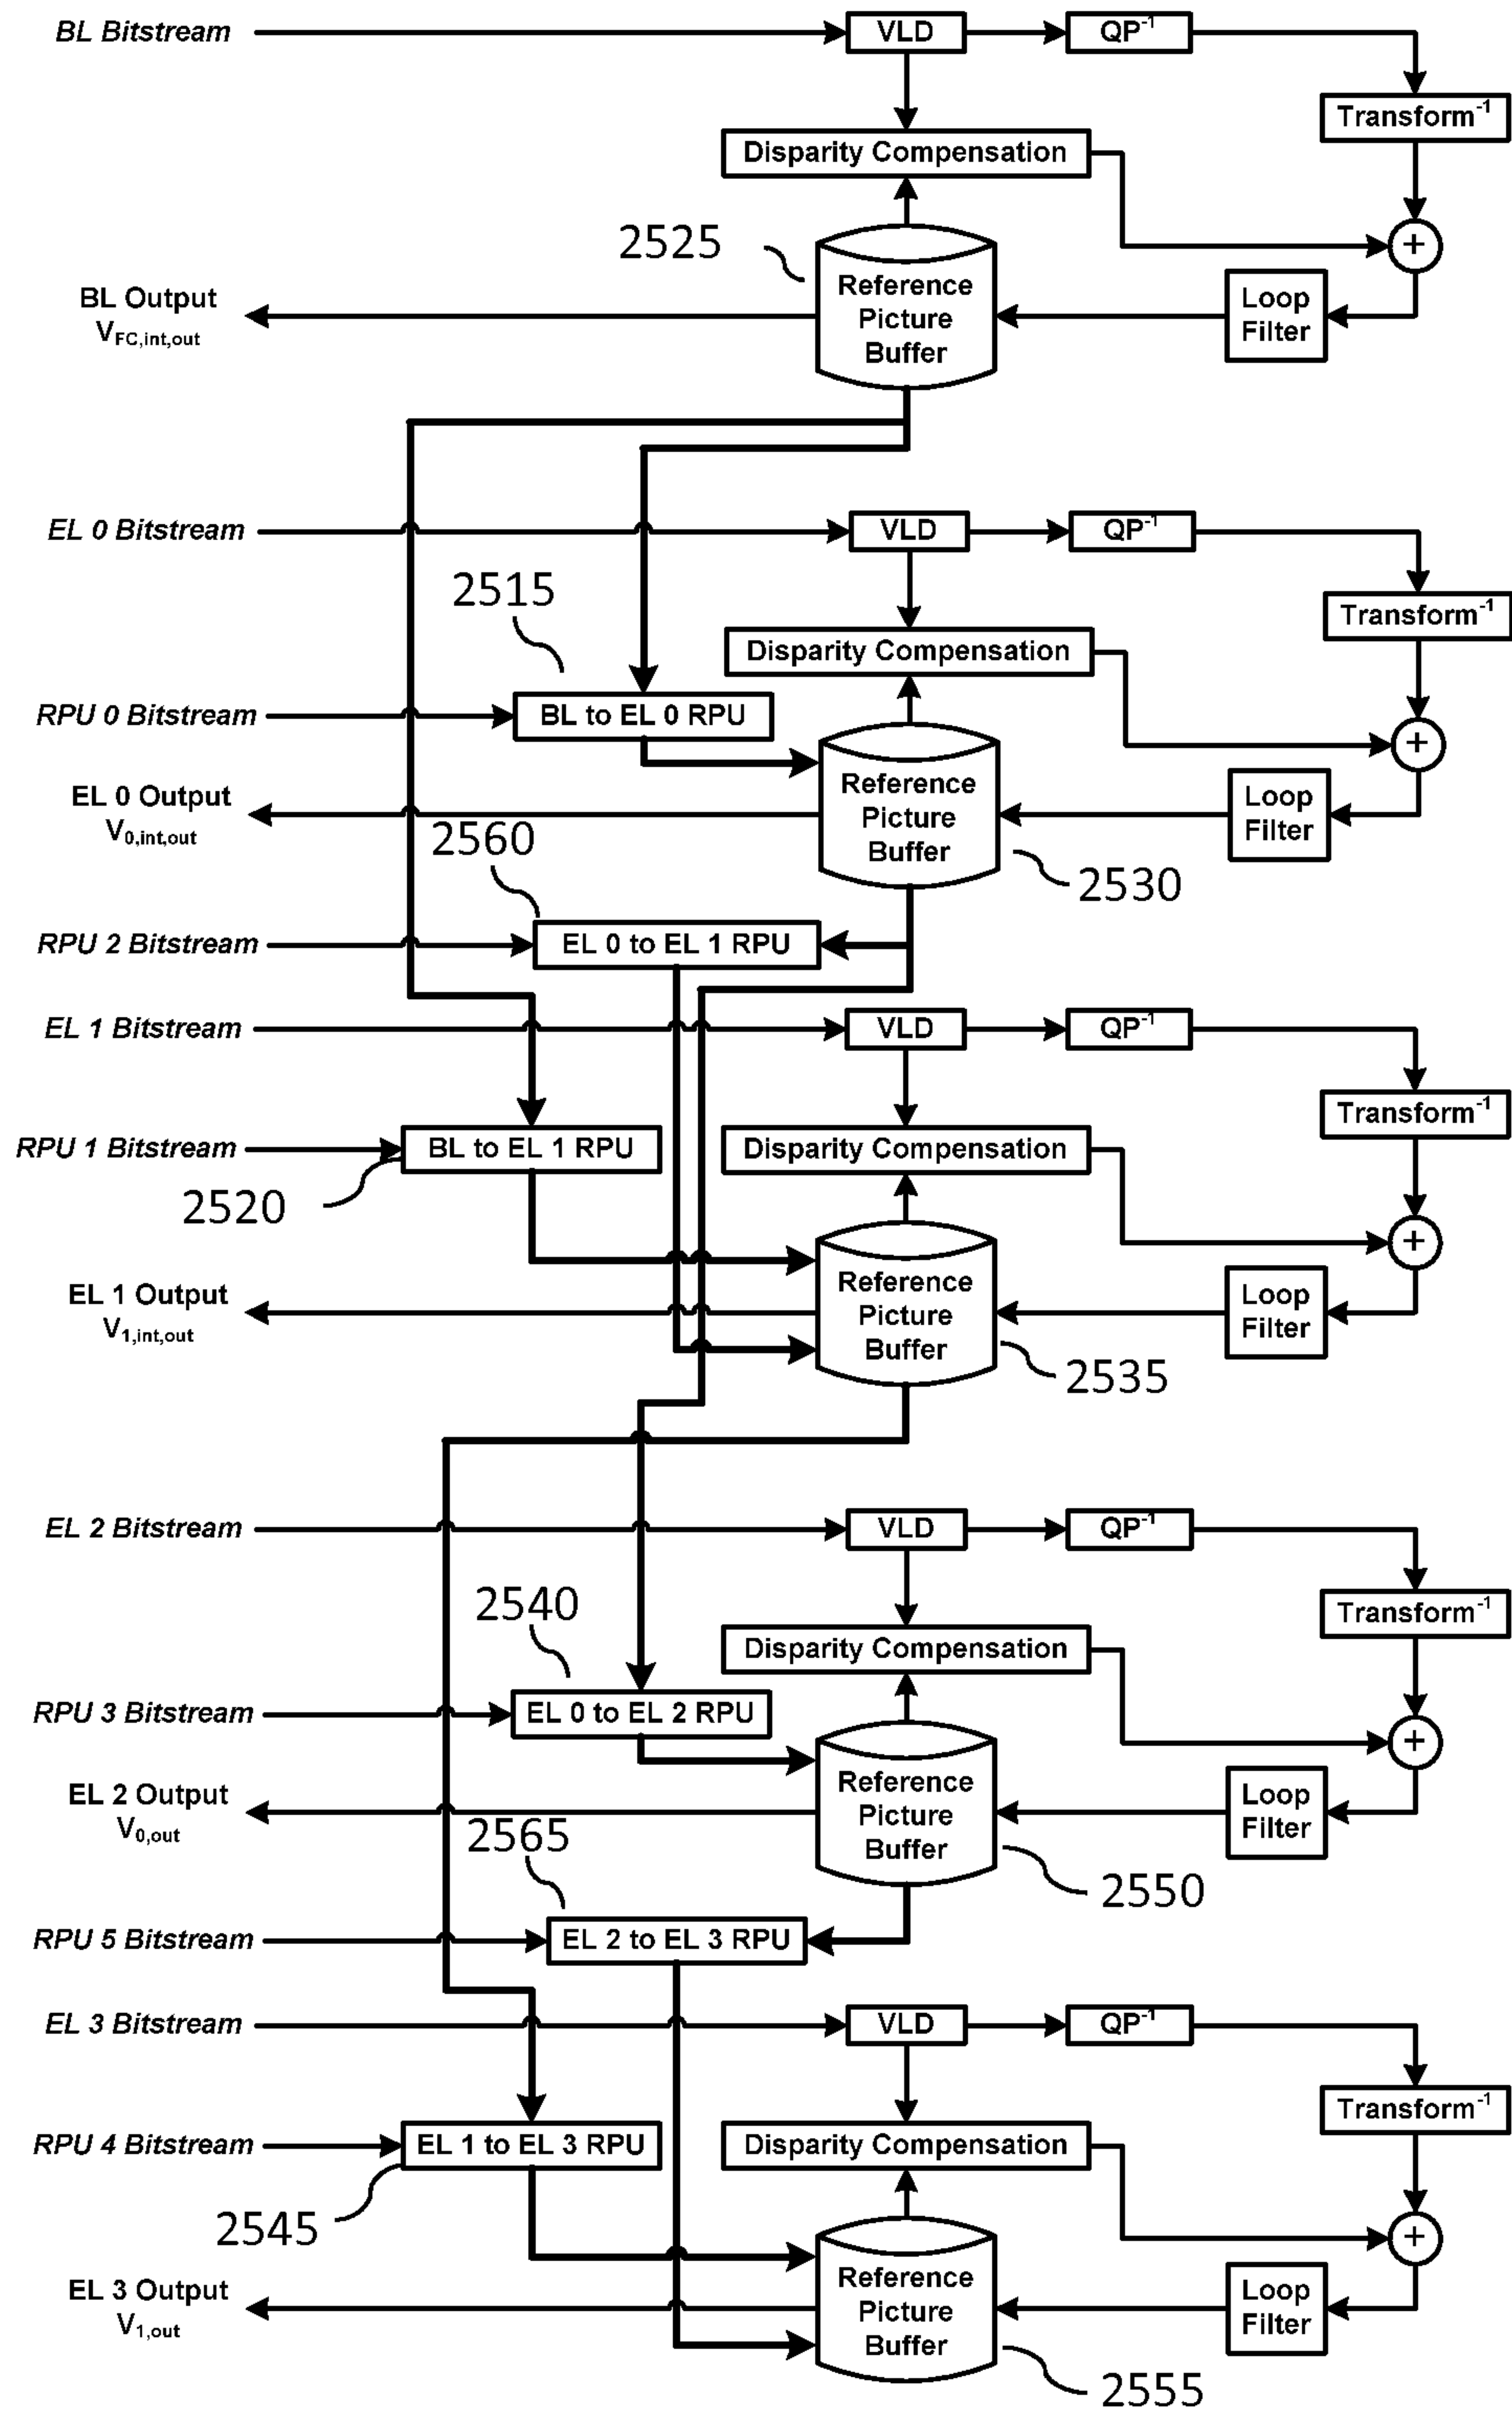 BL Bitstream
VLD
QP-1
Transform-1
Disparity Compensation
+
2525
Reference
Picture
Buffer
Loop
Filter
BL Output
VFC,int,out
EL 0 Bitstream
VLD
QP-1
2515
Transform-1
Disparity Compensation
RPU 0 Bitstream
BL to EL 0 RPU
+
EL 0 Output
V0,int,out
Reference
Picture
Buffer
Loop
Filter
2560
2530
RPU 2 Bitstream
EL 0 to EL 1 RPU
EL 1 Bitstream
VLD
QP-1
Transform-1
RPU 1 Bitstream
BL to EL 1 RPU
Disparity Compensation
2520
+
EL 1 Output
V1,int,out
Reference
Picture
Buffer
Loop
Filter
2535
EL 2 Bitstream
VLD
QP-1
2540
Transform-1
Disparity Compensation
RPU 3 Bitstream
EL 0 to EL 2 RPU
+
EL 2 Output
V0,out
Reference
Picture
Buffer
Loop
Filter
2565
2550
RPU 5 Bitstream
EL 2 to EL 3 RPU
EL 3 Bitstream
VLD
QP-1
Transform-1
RPU 4 Bitstream
EL 1 to EL 3 RPU
Disparity Compensation
2545
+
EL 3 Output
V1,out
Reference
Picture
Buffer
Loop
Filter
2555